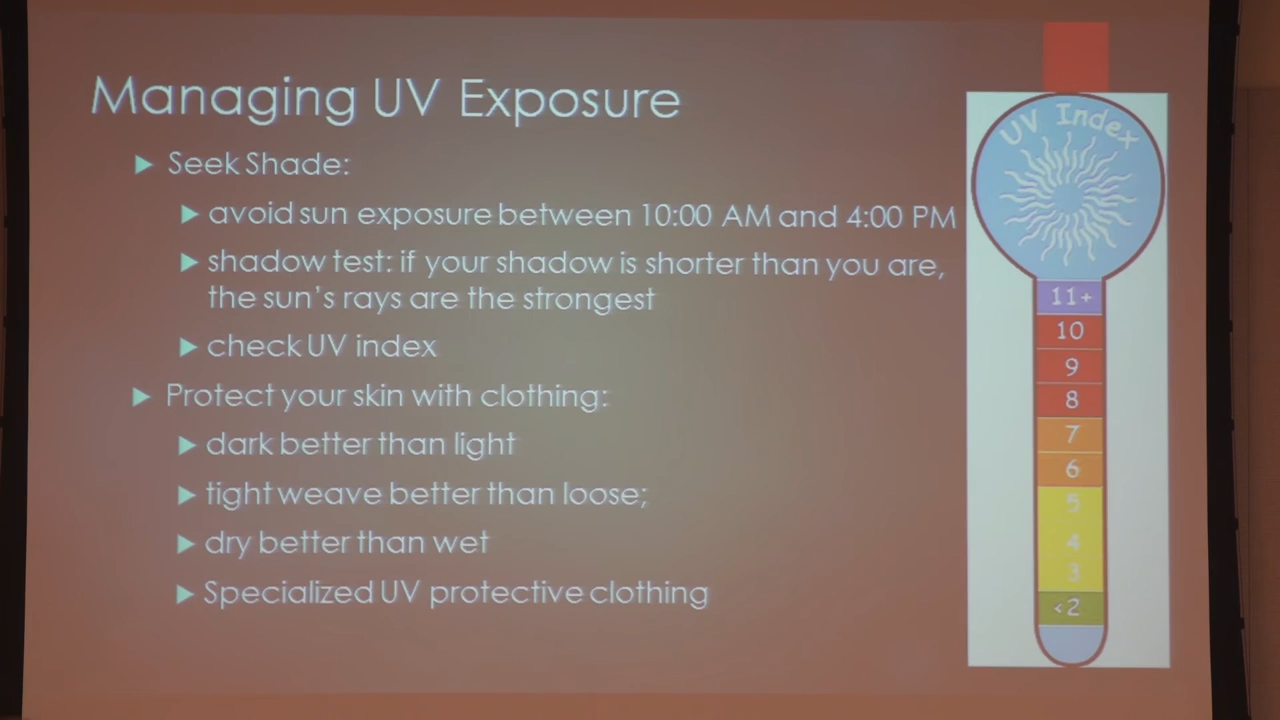 Managing UV Exposure
Seek Shade:
avoid sun exposure between 10:00 AM and 4:00 PM
shadow test: if your shadow is shorter than you are,
the sun's rays are the strongest
check UV index
Protect your skin with clothing:
dark better than light
tight weave better than loose;
dry better than wet
Specialized UV protective clothing
UV Index
11+
10
9
8
7
6
5
4
3
<2